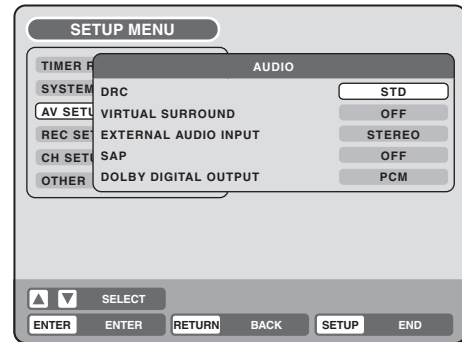 SETUP MENU
TIMER R
SYSTEM
AV SETU
REC SET
CH SETU
OTHER
AUDIO
DRC STD
VIRTUAL SURROUND OFF
EXTERNAL AUDIO INPUT STEREO
SAP OFF
DOLBY DIGITAL OUTPUT PCM
SELECT
ENTER ENTER RETURN BACK SETUP END